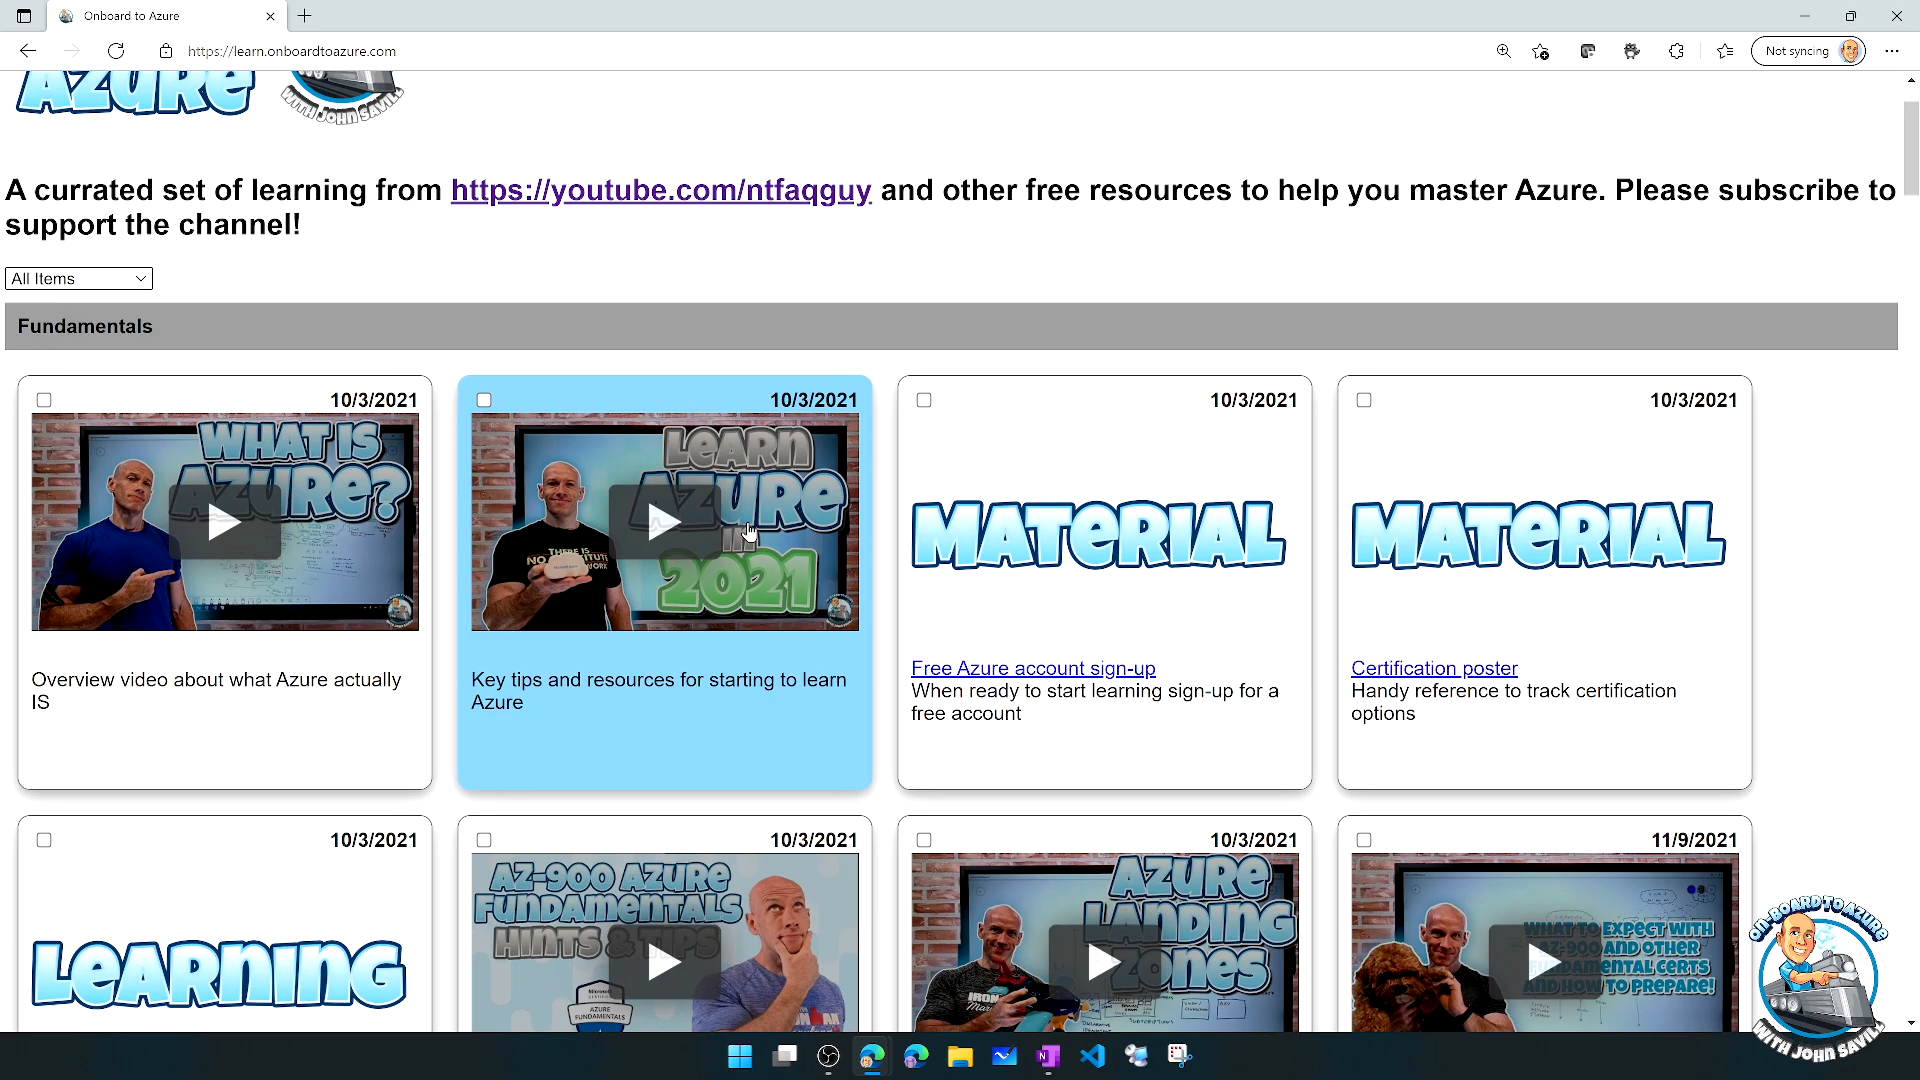 Onboard to Azure
https://learn.onboardtoazure.com
Not syncing
AZURE
WITH JOHN SAVILL
A currated set of learning from https://youtube.com/ntfaqguy and other free resources to help you master Azure. Please subscribe to
support the channel!
All Items
Fundamentals
10/3/2021
WHAT IS
AZURE?
Overview video about what Azure actually
IS
10/3/2021
LEARN
AZURE
IN
2021
THERE IS
NO
Key tips and resources for starting to learn
Azure
10/3/2021
MATERIAL
Free Azure account sign-up
When ready to start learning sign-up for a
free account
10/3/2021
MATERIAL
Certification poster
Handy reference to track certification
options
10/3/2021
LEARNING
10/3/2021
AZ-900 AZURE
FUNDAMENTALS
HINTS & TIPS
Microsoft
AZURE
FUNDAMENTALS
10/3/2021
AZURE
LANDING
ZONES
IRON
11/9/2021
WHAT TO EXPECT WITH
AZ-900 AND OTHER
FUNDAMENTAL CERTS
AND HOW TO PREPARE!
ON-BOARD TO AZURE
WITH JOHN SAVILL